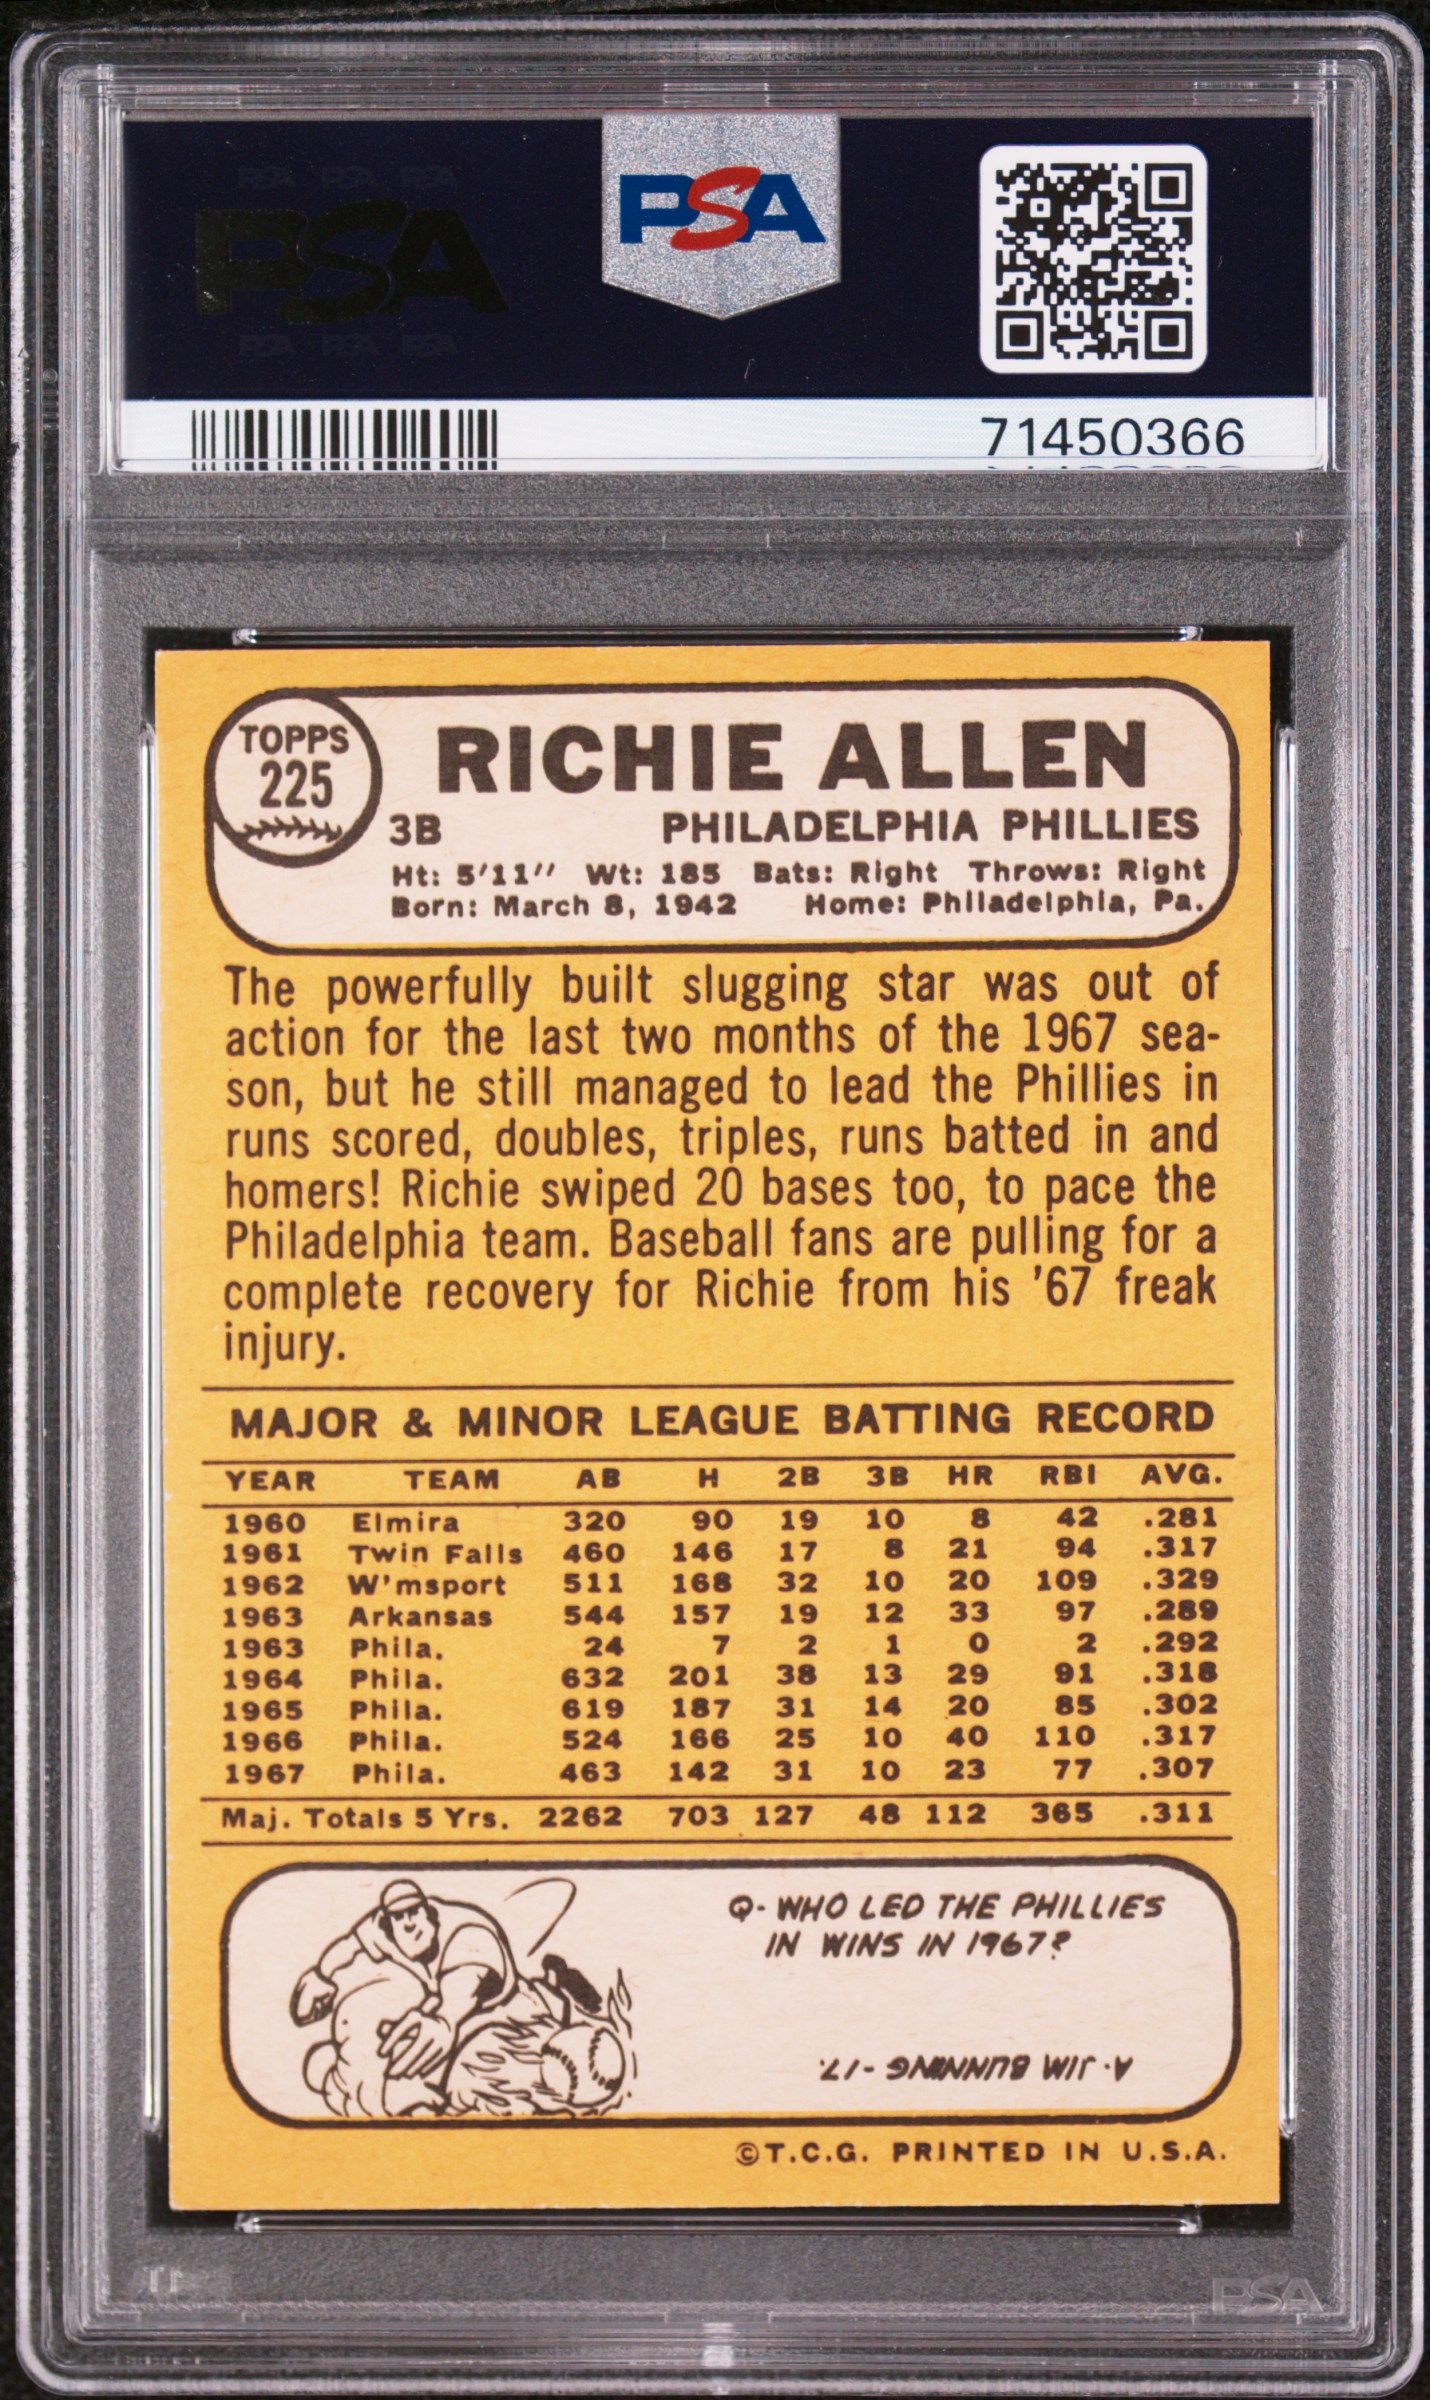 PSA PSA PSA
PSA
PSA PSA PSA
PSA
71450366
TOPPS
225
RICHIE ALLEN
3B PHILADELPHIA PHILLIES
Ht: 5'11" Wt: 185 Bats: Right Throws: Right
Born: March 8, 1942 Home: Philadelphia, Pa.
The powerfully built slugging star was out of
action for the last two months of the 1967 sea-
son, but he still managed to lead the Phillies in
runs scored, doubles, triples, runs batted in and
homers! Richie swiped 20 bases too, to pace the
Philadelphia team. Baseball fans are pulling for a
complete recovery for Richie from his '67 freak
injury.
MAJOR & MINOR LEAGUE BATTING RECORD
YEAR TEAM AB H 2B 3B HR RBI AVG.
1960 Elmira 320 90 19 10 8 42 .281
1961 Twin Falls 460 146 17 8 21 94 .317
1962 W'msport 511 168 32 10 20 109 .329
1963 Arkansas 544 157 19 12 33 97 .289
1963 Phila. 24 7 2 1 0 2 .292
1964 Phila. 632 201 38 13 29 91 .318
1965 Phila. 619 187 31 14 20 85 .302
1966 Phila. 524 166 25 10 40 110 .317
1967 Phila. 463 142 31 10 23 77 .307
Maj. Totals 5 Yrs. 2262 703 127 48 112 365 .311
Q- WHO LED THE PHILLIES
IN WINS IN 1967?
A- JIM BUNNING -17.
©T.C.G. PRINTED IN U.S.A.
PSA